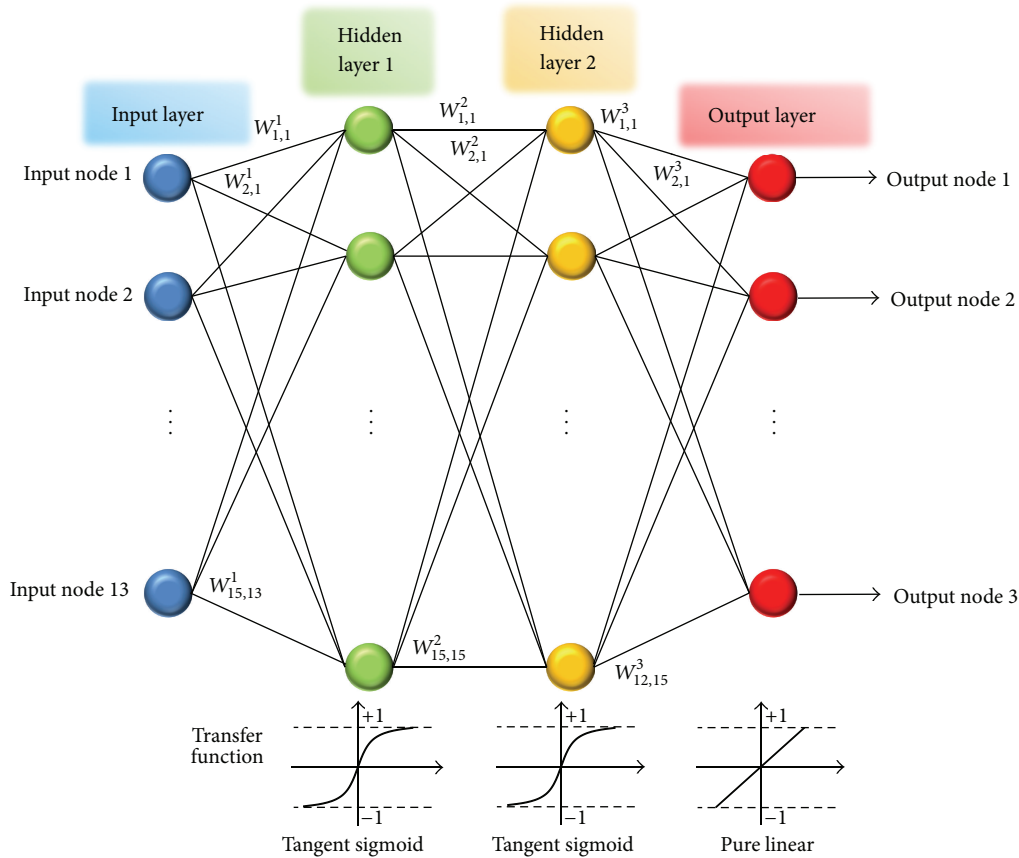 Hidden
layer 1
Hidden
layer 2
Input layer
Output layer
W^1_{1,1}
W^2_{1,1}
W^3_{1,1}
W^2_{2,1}
Input node 1
W^1_{2,1}
W^3_{2,1}
Output node 1
Input node 2
Output node 2
⋮
⋮
⋮
⋮
Input node 13
W^1_{15,13}
Output node 3
W^2_{15,15}
W^3_{12,15}
Transfer
function
+1
−1
+1
−1
+1
−1
Tangent sigmoid
Tangent sigmoid
Pure linear